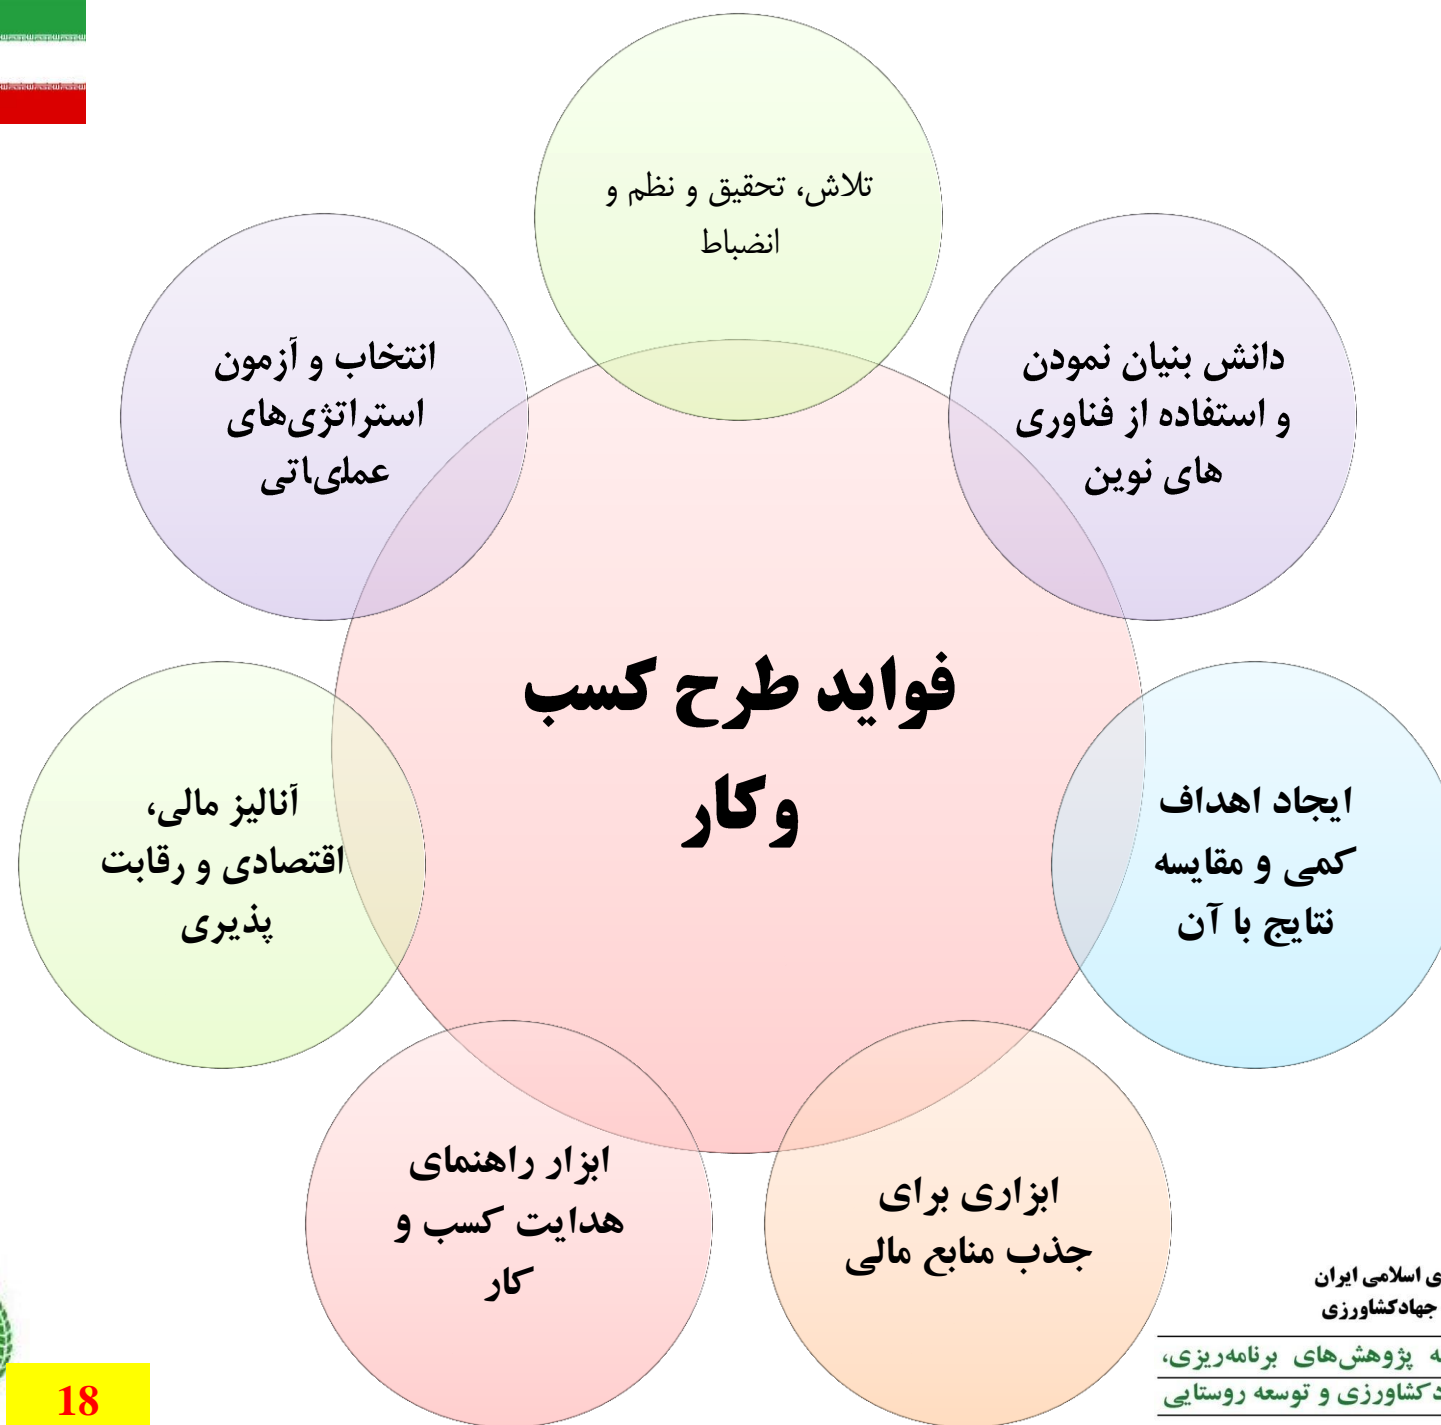 تلاش، تحقیق و نظم و
انضباط
دانش بنیان نمودن
و استفاده از فناوری
های نوین
ایجاد اهداف
کمی و مقایسه
نتایج با آن
ابزاری برای
جذب منابع مالی
ابزار راهنمای
هدایت کسب و
کار
آنالیز مالی،
اقتصادی و رقابت
پذیری
انتخاب و آزمون
استراتژی‌های
عملی‌اتی
فواید طرح کسب
وکار
اسلامی ایران
جهادکشاورزی
پژوهش‌های برنامه‌ریزی،
کشاورزی و توسعه روستایی
18